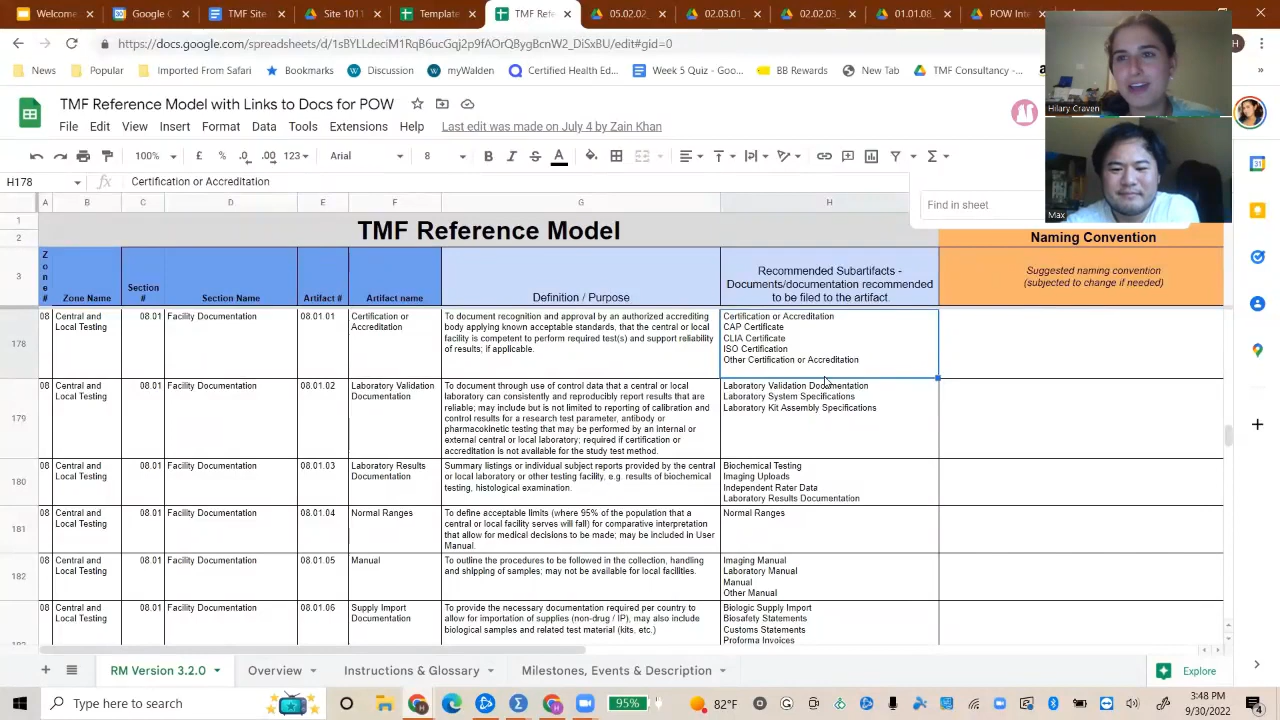 Site 1
Site 101
Template
TMF Refe
05.02.02.
02.03.01
02.02.03
01.01.08
POW Inte
https://docs.google.com/spreadsheets/d/1sBYLLdeciM1RqB6ucGqj2p9fAOrQBygBcnW2_DiSxBU/edit#gid=0
News
Popular
Imported From Safari
Discussion
myWalden
Certified Health Ed...
Week 5 Quiz - Goo...
BB Rewards
New Tab
TMF Consultancy -...
Hilary Craven
Max
TMF Reference Model with Links to Docs for POW
File Edit View Insert Format Data Tools Extensions Help Last edit was made on July 4 by Zain Khan
100% £ % .0 .00 123 Arial 8 B I S A
H178 fx Certification or Accreditation
Find in sheet
A B C D E F G H
1
TMF Reference Model
2
Naming Convention
3
Zone #
Zone Name
Section #
Section Name
Artifact #
Artifact name
Definition / Purpose
Recommended Subartifacts -
Documents/documentation recommended
to be filed to the artifact.
Suggested naming convention
(subjected to change if needed)
178
08
Central and
Local Testing
08.01
Facility Documentation
08.01.01
Certification or
Accreditation
To document recognition and approval by an authorized accrediting
body applying known acceptable standards, that the central or local
facility is competent to perform required test(s) and support reliability
of results; if applicable.
Certification or Accreditation
CAP Certificate
CLIA Certificate
ISO Certification
Other Certification or Accreditation
179
08
Central and
Local Testing
08.01
Facility Documentation
08.01.02
Laboratory Validation
Documentation
To document through use of control data that a central or local
laboratory can consistently and reproducibly report results that are
reliable; may include but is not limited to reporting of calibration and
control results for a research test parameter, antibody or
pharmacokinetic testing that may be performed by an internal or
external central or local laboratory; required if certification or
accreditation is not available for the study test method.
Laboratory Validation Documentation
Laboratory System Specifications
Laboratory Kit Assembly Specifications
180
08
Central and
Local Testing
08.01
Facility Documentation
08.01.03
Laboratory Results
Documentation
Summary listings or individual subject reports provided by the central
or local laboratory or other testing facility, e.g. results of biochemical
testing, histological examination.
Biochemical Testing
Imaging Uploads
Independent Rater Data
Laboratory Results Documentation
181
08
Central and
Local Testing
08.01
Facility Documentation
08.01.04
Normal Ranges
To define acceptable limits (where 95% of the population that a
central or local facility serves will fall) for comparative interpretation
that allow for medical decisions to be made; may be included in User
Manual.
Normal Ranges
182
08
Central and
Local Testing
08.01
Facility Documentation
08.01.05
Manual
To outline the procedures to be followed in the collection, handling
and shipping of samples; may not be available for local facilities.
Imaging Manual
Laboratory Manual
Manual
Other Manual
08
Central and
Local Testing
08.01
Facility Documentation
08.01.06
Supply Import
Documentation
To provide the necessary documentation required per country to
allow for importation of supplies (non-drug / IP), may also include
biological samples and related test material (kits, etc.)
Biologic Supply Import
Biosafety Statements
Customs Statements
Proforma Invoices
RM Version 3.2.0
Overview
Instructions & Glossary
Milestones, Events & Description
Explore
Type here to search
95%
82°F
3:48 PM
9/30/2022